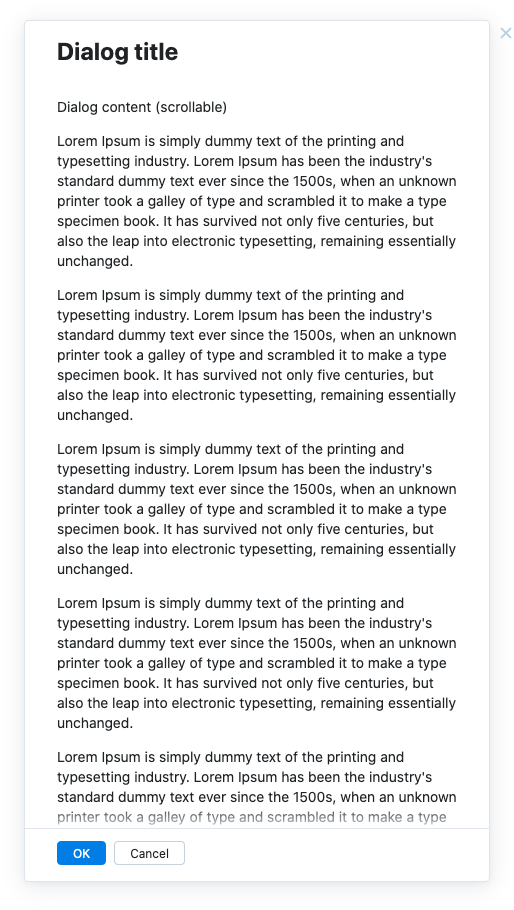 Dialog title
Dialog content (scrollable)
Lorem Ipsum is simply dummy text of the printing and
typesetting industry. Lorem Ipsum has been the industry's
standard dummy text ever since the 1500s, when an unknown
printer took a galley of type and scrambled it to make a type
specimen book. It has survived not only five centuries, but
also the leap into electronic typesetting, remaining essentially
unchanged.
Lorem Ipsum is simply dummy text of the printing and
typesetting industry. Lorem Ipsum has been the industry's
standard dummy text ever since the 1500s, when an unknown
printer took a galley of type and scrambled it to make a type
specimen book. It has survived not only five centuries, but
also the leap into electronic typesetting, remaining essentially
unchanged.
Lorem Ipsum is simply dummy text of the printing and
typesetting industry. Lorem Ipsum has been the industry's
standard dummy text ever since the 1500s, when an unknown
printer took a galley of type and scrambled it to make a type
specimen book. It has survived not only five centuries, but
also the leap into electronic typesetting, remaining essentially
unchanged.
Lorem Ipsum is simply dummy text of the printing and
typesetting industry. Lorem Ipsum has been the industry's
standard dummy text ever since the 1500s, when an unknown
printer took a galley of type and scrambled it to make a type
specimen book. It has survived not only five centuries, but
also the leap into electronic typesetting, remaining essentially
unchanged.
Lorem Ipsum is simply dummy text of the printing and
typesetting industry. Lorem Ipsum has been the industry's
standard dummy text ever since the 1500s, when an unknown
printer took a galley of type and scrambled it to make a type
OK Cancel